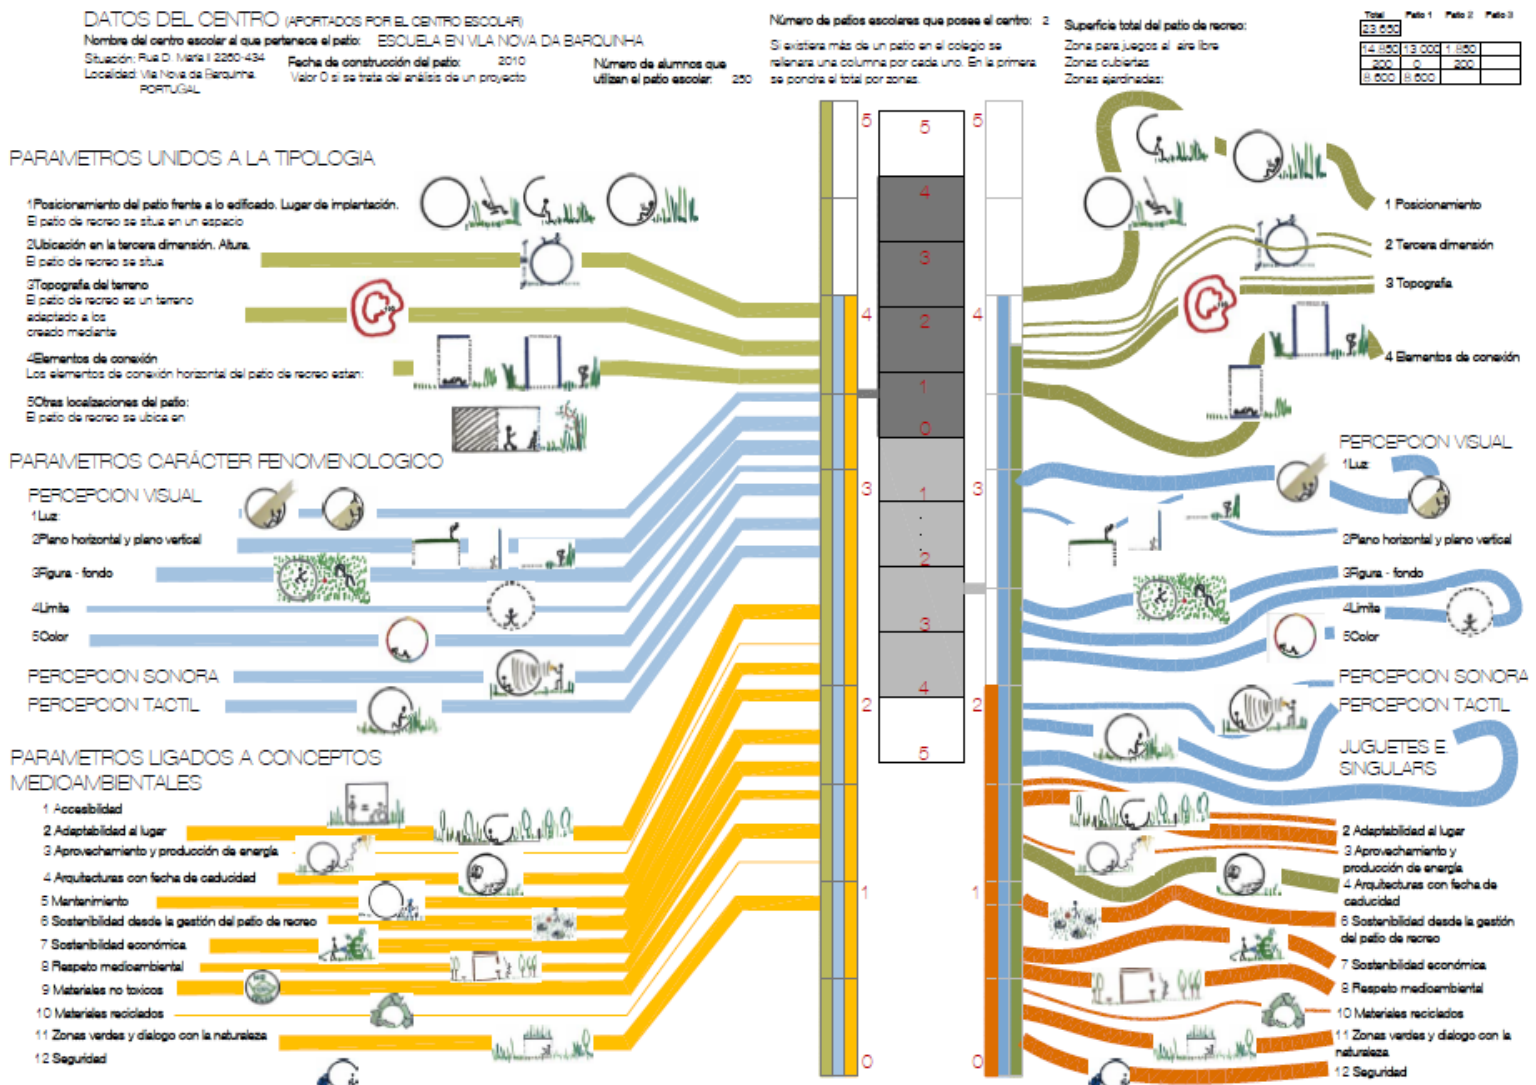 DATOS DEL CENTRO (APORTADOS POR EL CENTRO ESCOLAR)
Nombre del centro escolar al que pertenece el patio: ESCUELA EN VILA NOVA DA BARQUINHA
Situación: Rua D. Maria I 2260-434
Localidad: Vila Nova da Barquinha. PORTUGAL
Fecha de construcción del patio: 2010
Valor 0 si se trata del análisis de un proyecto
Número de alumnos que utilizan el patio escolar: 250
Número de patios escolares que posee el centro: 2
Si existiera más de un patio en el colegio se
rellenara una columna por cada uno. En la primera
se pondra el total por zonas.
Superficie total del patio de recreo:
Zona para juegos al aire libre
Zonas cubiertas
Zonas ajardinadas:
Total Patio 1 Patio 2 Patio 3
23.650
14.850 13.000 1.850
200 0 200
8.600 8.600
PARAMETROS UNIDOS A LA TIPOLOGIA
1Posicionamiento del patio frente a lo edificado. Lugar de implantación.
El patio de recreo se situa en un espacio
2Ubicación en la tercera dimensión. Altura.
El patio de recreo se situa
3Topografia del terreno
El patio de recreo es un terreno
adaptado a los
creado mediante
4Elementos de conexión
Los elementos de conexión horizontal del patio de recreo estan:
5Otras localizaciones del patio:
El patio de recreo se ubica en
PARAMETROS CARÁCTER FENOMENOLOGICO
PERCEPCION VISUAL
1Luz:
2Plano horizontal y plano vertical
3Figura - fondo
4Limite
5Color
PERCEPCION SONORA
PERCEPCION TACTIL
PARAMETROS LIGADOS A CONCEPTOS
MEDIOAMBIENTALES
1 Accesibilidad
2 Adaptabilidad al lugar
3 Aprovechamiento y producción de energía
4 Arquitecturas con fecha de caducidad
5 Mantenimiento
6 Sostenibilidad desde la gestión del patio de recreo
7 Sostenibilidad económica
8 Respeto medioambiental
9 Materiales no toxicos
10 Materiales reciclados
11 Zonas verdes y dialogo con la naturaleza
12 Seguridad
5
4
3
2
1
0
5
4
3
2
1
0
1
2
3
4
5
5
4
3
2
1
0
1 Posicionamiento
2 Tercera dimensión
3 Topografia
4 Elementos de conexión
PERCEPCION VISUAL
1Luz
2Plano horizontal y plano vertical
3Figura - fondo
4Limite
5Color
PERCEPCION SONORA
PERCEPCION TACTIL
JUGUETES E.
SINGULARS
2 Adaptabilidad al lugar
3 Aprovechamiento y
producción de energía
4 Arquitecturas con fecha de
caducidad
6 Sostenibilidad desde la gestión
del patio de recreo
7 Sostenibilidad económica
8 Respeto medioambiental
10 Materiales reciclados
11 Zonas verdes y dialogo con la
naturaleza
12 Seguridad